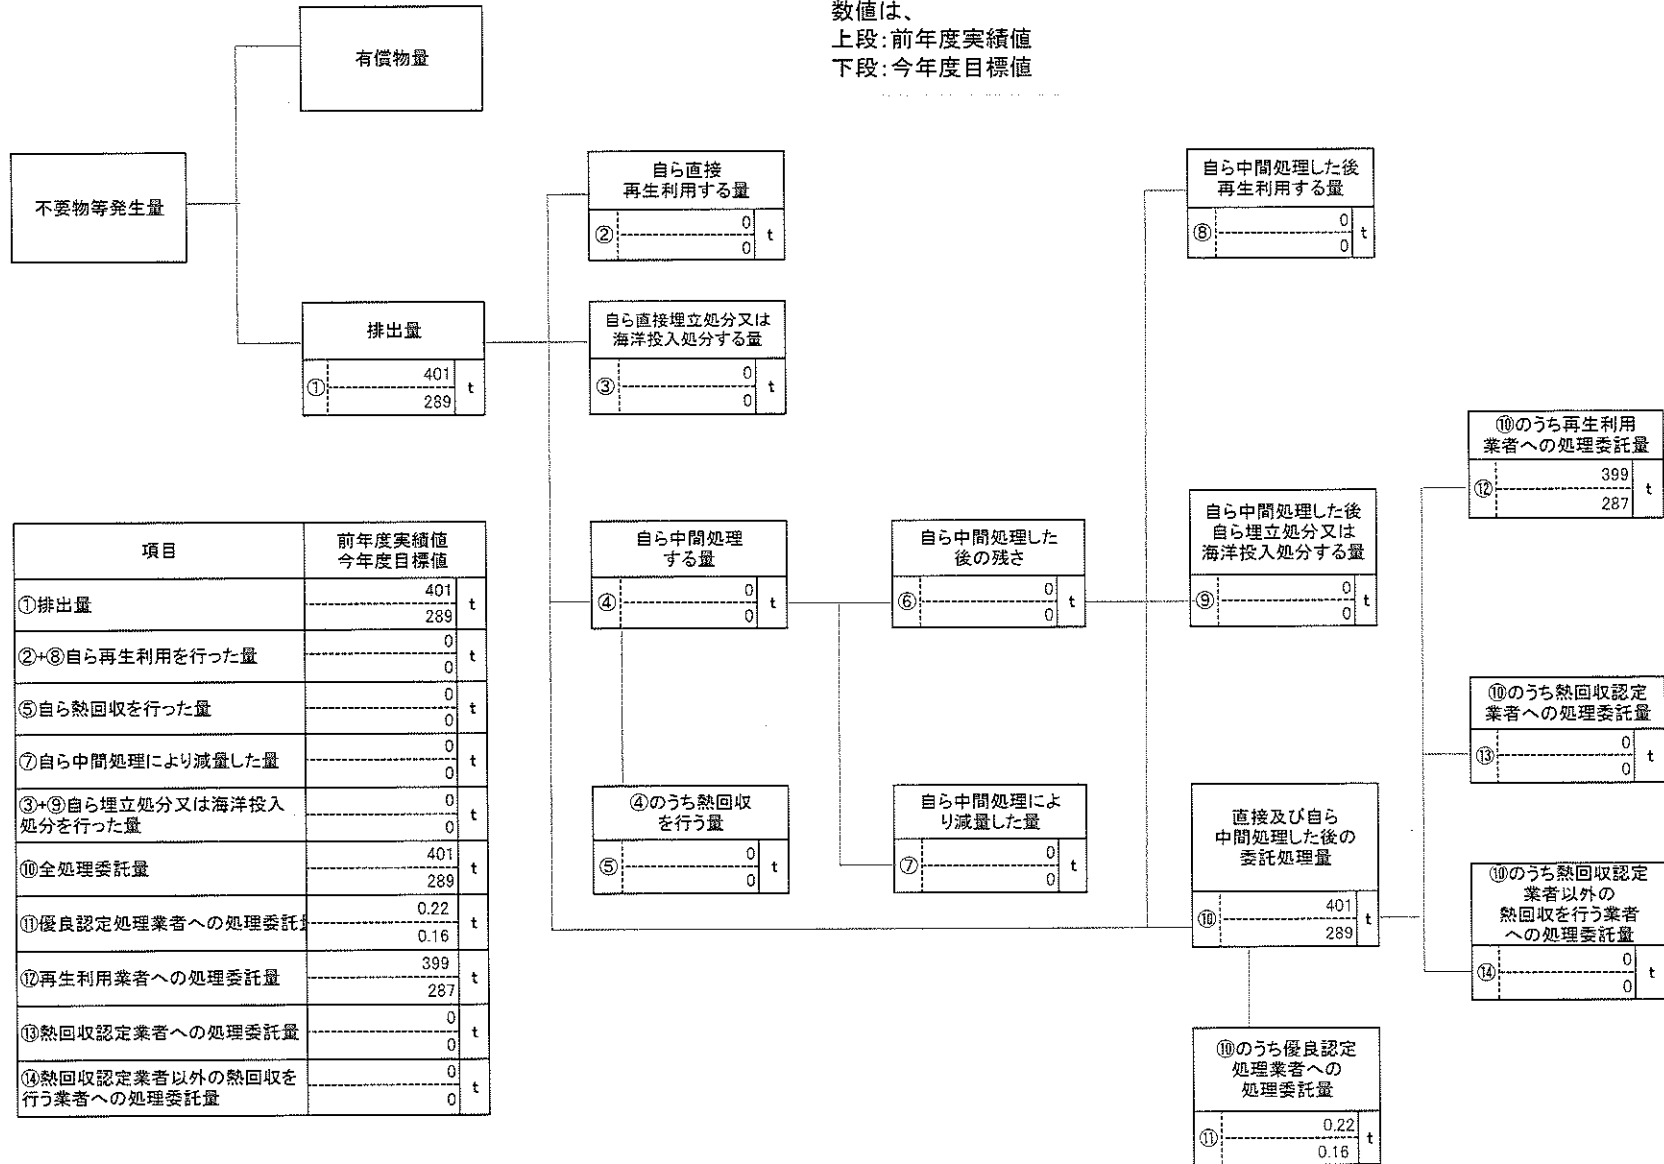 数値は、
上段:前年度実績値
下段:今年度目標値
有償物量
不要物等発生量
排出量
①
401
289
t
自ら直接
再生利用する量
②
0
0
t
自ら直接埋立処分又は
海洋投入処分する量
③
0
0
t
自ら中間処理
する量
④
0
0
t
④のうち熱回収
を行う量
⑤
0
0
t
自ら中間処理した
後の残さ
⑥
0
0
t
自ら中間処理によ
り減量した量
⑦
0
0
t
自ら中間処理した後
再生利用する量
⑧
0
0
t
自ら中間処理した後
自ら埋立処分又は
海洋投入処分する量
⑨
0
0
t
直接及び自ら
中間処理した後の
委託処理量
⑩
401
289
t
⑩のうち優良認定
処理業者への
処理委託量
⑪
0.22
0.16
t
⑩のうち再生利用
業者への処理委託量
⑫
399
287
t
⑩のうち熱回収認定
業者への処理委託量
⑬
0
0
t
⑩のうち熱回収認定
業者以外の
熱回収を行う業者
への処理委託量
⑭
0
0
t
項目
前年度実績値
今年度目標値
①排出量
401
289
t
②+⑧自ら再生利用を行った量
0
0
t
⑤自ら熱回収を行った量
0
0
t
⑦自ら中間処理により減量した量
0
0
t
③+⑨自ら埋立処分又は海洋投入
処分を行った量
0
0
t
⑩全処理委託量
401
289
t
⑪優良認定処理業者への処理委託
0.22
0.16
t
⑫再生利用業者への処理委託量
399
287
t
⑬熱回収認定業者への処理委託量
0
0
t
⑭熱回収認定業者以外の熱回収を
行う業者への処理委託量
0
0
t